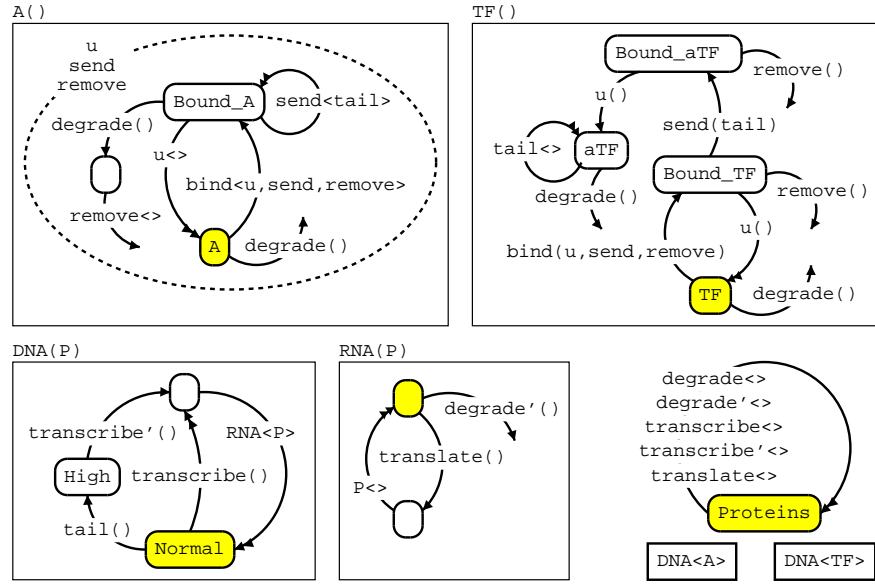 A()
u
send
remove
Bound_A
send<tail>
degrade()
u<>
bind<u,send,remove>
remove<>
A
degrade()
TF()
Bound_aTF
remove()
u()
send(tail)
tail<>
aTF
Bound_TF
degrade()
remove()
bind(u,send,remove)
u()
TF
degrade()
DNA(P)
transcribe'()
RNA<P>
High
transcribe()
tail()
Normal
RNA(P)
degrade'()
translate()
P<>
degrade<>
degrade'<>
transcribe<>
transcribe'<>
translate<>
Proteins
DNA<A>
DNA<TF>